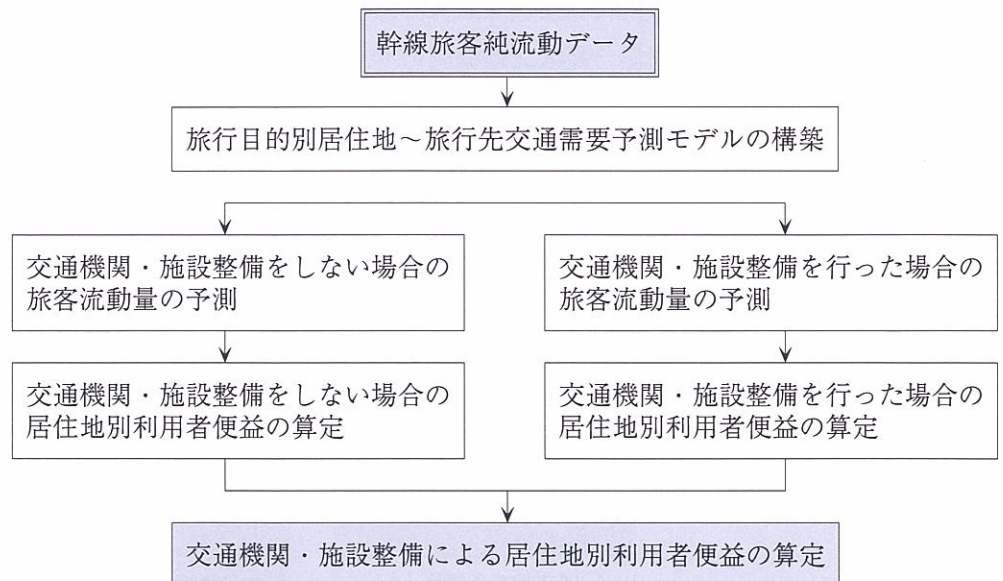 幹線旅客純流動データ
旅行目的別居住地～旅行先交通需要予測モデルの構築
交通機関・施設整備をしない場合の
旅客流動量の予測
交通機関・施設整備を行った場合の
旅客流動量の予測
交通機関・施設整備をしない場合の
居住地別利用者便益の算定
交通機関・施設整備を行った場合の
居住地別利用者便益の算定
交通機関・施設整備による居住地別利用者便益の算定